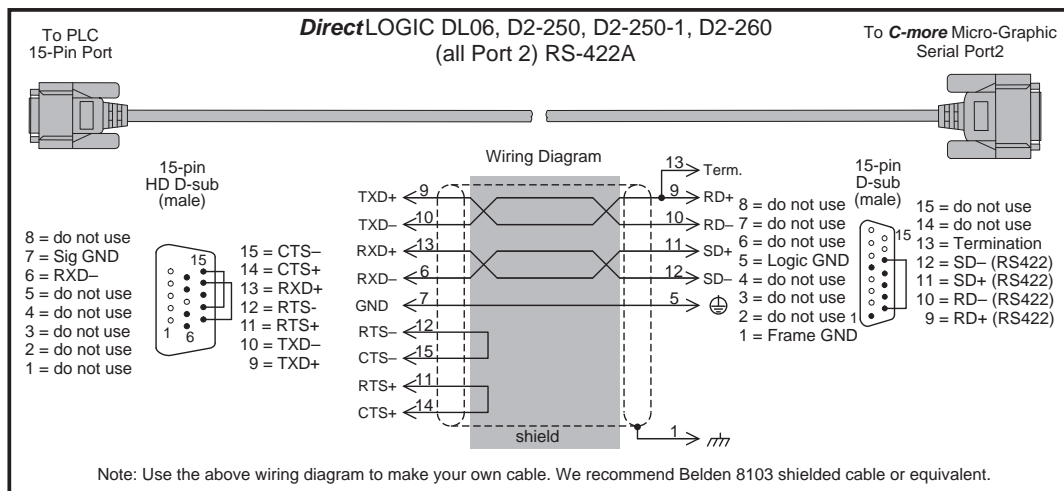 DirectLOGIC DL06, D2-250, D2-250-1, D2-260
(all Port 2) RS-422A
To PLC
15-Pin Port
To C-more Micro-Graphic
Serial Port2
15-pin
HD D-sub
(male)
8 = do not use
7 = Sig GND
6 = RXD–
5 = do not use
4 = do not use
3 = do not use
2 = do not use
1 = do not use
15
1
6
15 = CTS–
14 = CTS+
13 = RXD+
12 = RTS-
11 = RTS+
10 = TXD–
9 = TXD+
Wiring Diagram
13 Term.
TXD+ 9 9 RD+
TXD– 10 10 RD–
RXD+ 13 11 SD+
RXD– 6 12 SD–
GND 7 5
RTS– 12
CTS– 15
RTS+ 11
CTS+ 14
shield
1
8 = do not use
7 = do not use
6 = do not use
5 = Logic GND
4 = do not use
3 = do not use
2 = do not use
1 = Frame GND
15-pin
D-sub
(male)
15
1
15 = do not use
14 = do not use
13 = Termination
12 = SD– (RS422)
11 = SD+ (RS422)
10 = RD– (RS422)
9 = RD+ (RS422)
Note: Use the above wiring diagram to make your own cable. We recommend Belden 8103 shielded cable or equivalent.